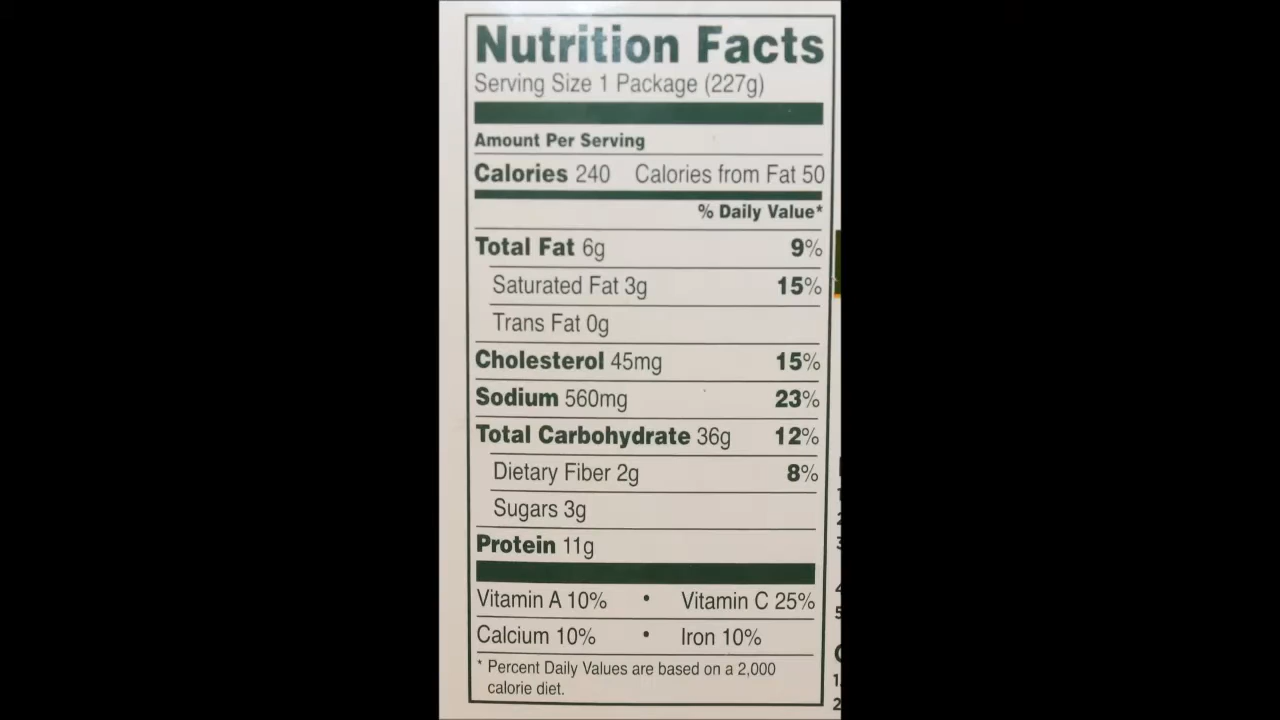 Nutrition Facts
Serving Size 1 Package (227g)
Amount Per Serving
Calories 240 Calories from Fat 50
% Daily Value*
Total Fat 6g 9%
Saturated Fat 3g 15%
Trans Fat 0g
Cholesterol 45mg 15%
Sodium 560mg 23%
Total Carbohydrate 36g 12%
Dietary Fiber 2g 8%
Sugars 3g
Protein 11g
Vitamin A 10% • Vitamin C 25%
Calcium 10% • Iron 10%
* Percent Daily Values are based on a 2,000
calorie diet.